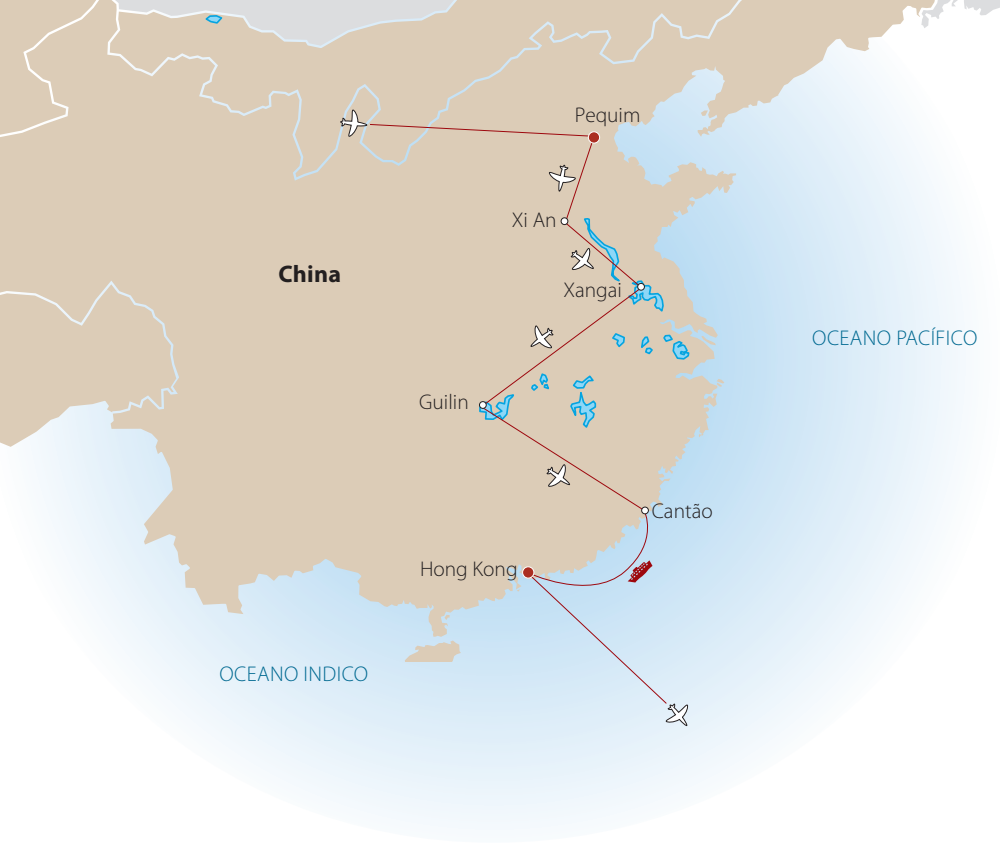 Pequim
Xi An
China
Xangai
OCEANO PACÍFICO
Guilin
Cantão
Hong Kong
OCEANO INDICO